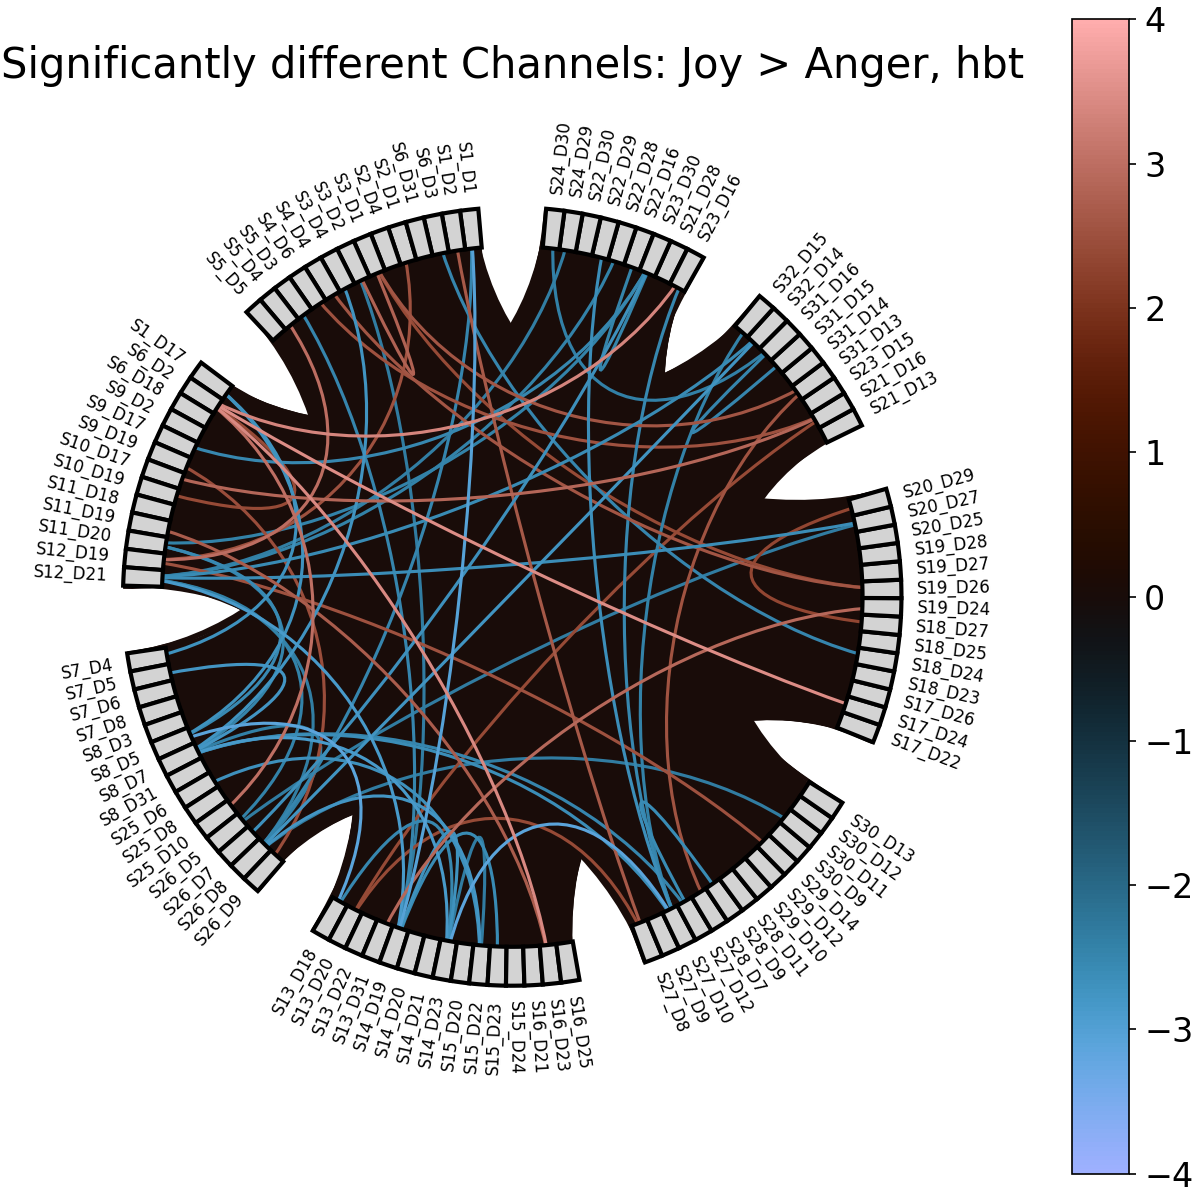 Significantly different Channels: Joy > Anger, hbt
S1_D1
S1_D2
S6_D3
S6_D31
S2_D1
S2_D4
S3_D1
S3_D2
S3_D4
S4_D4
S4_D6
S5_D3
S5_D4
S5_D5
S1_D17
S6_D2
S6_D18
S9_D2
S9_D17
S9_D19
S10_D17
S10_D19
S11_D18
S11_D19
S11_D20
S12_D19
S12_D21
S7_D4
S7_D5
S7_D6
S7_D8
S8_D3
S8_D5
S8_D7
S8_D31
S25_D6
S25_D8
S25_D10
S26_D5
S26_D7
S26_D8
S26_D9
S13_D18
S13_D20
S13_D22
S13_D31
S14_D19
S14_D20
S14_D21
S14_D23
S15_D20
S15_D22
S15_D23
S15_D24
S16_D21
S16_D23
S16_D25
S27_D8
S27_D9
S27_D10
S27_D12
S28_D7
S28_D9
S28_D11
S29_D10
S29_D12
S29_D14
S30_D9
S30_D11
S30_D12
S30_D13
S17_D22
S17_D24
S17_D26
S18_D23
S18_D24
S18_D25
S18_D27
S19_D24
S19_D26
S19_D27
S19_D28
S20_D25
S20_D27
S20_D29
S21_D13
S21_D16
S23_D15
S31_D13
S31_D14
S31_D15
S31_D16
S32_D14
S32_D15
S23_D16
S21_D28
S23_D30
S22_D16
S22_D28
S22_D29
S22_D30
S24_D29
S24_D30
4
3
2
1
0
−1
−2
−3
−4